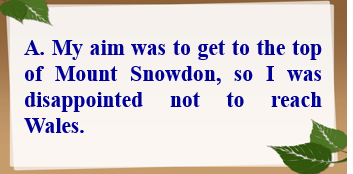 A. My aim was to get to the top
of Mount Snowdon, so I was
disappointed not to reach
Wales.